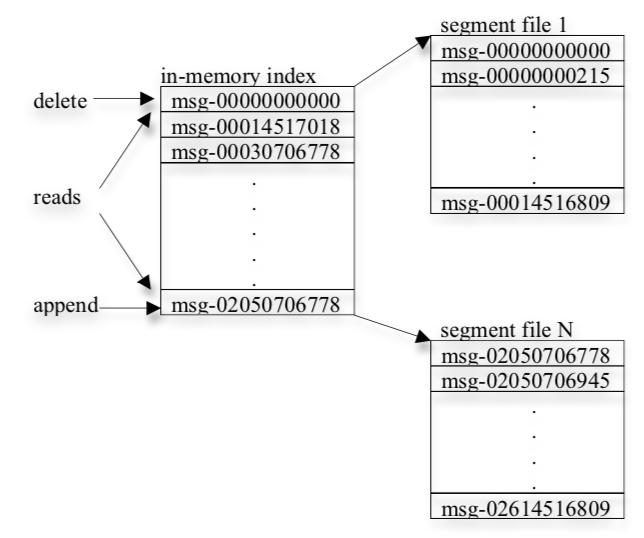 delete
reads
append
in-memory index
msg-00000000000
msg-00014517018
msg-00030706778
.
.
.
.
.
msg-02050706778
segment file 1
msg-00000000000
msg-00000000215
.
.
.
.
msg-00014516809
segment file N
msg-02050706778
msg-02050706945
.
.
.
.
msg-02614516809